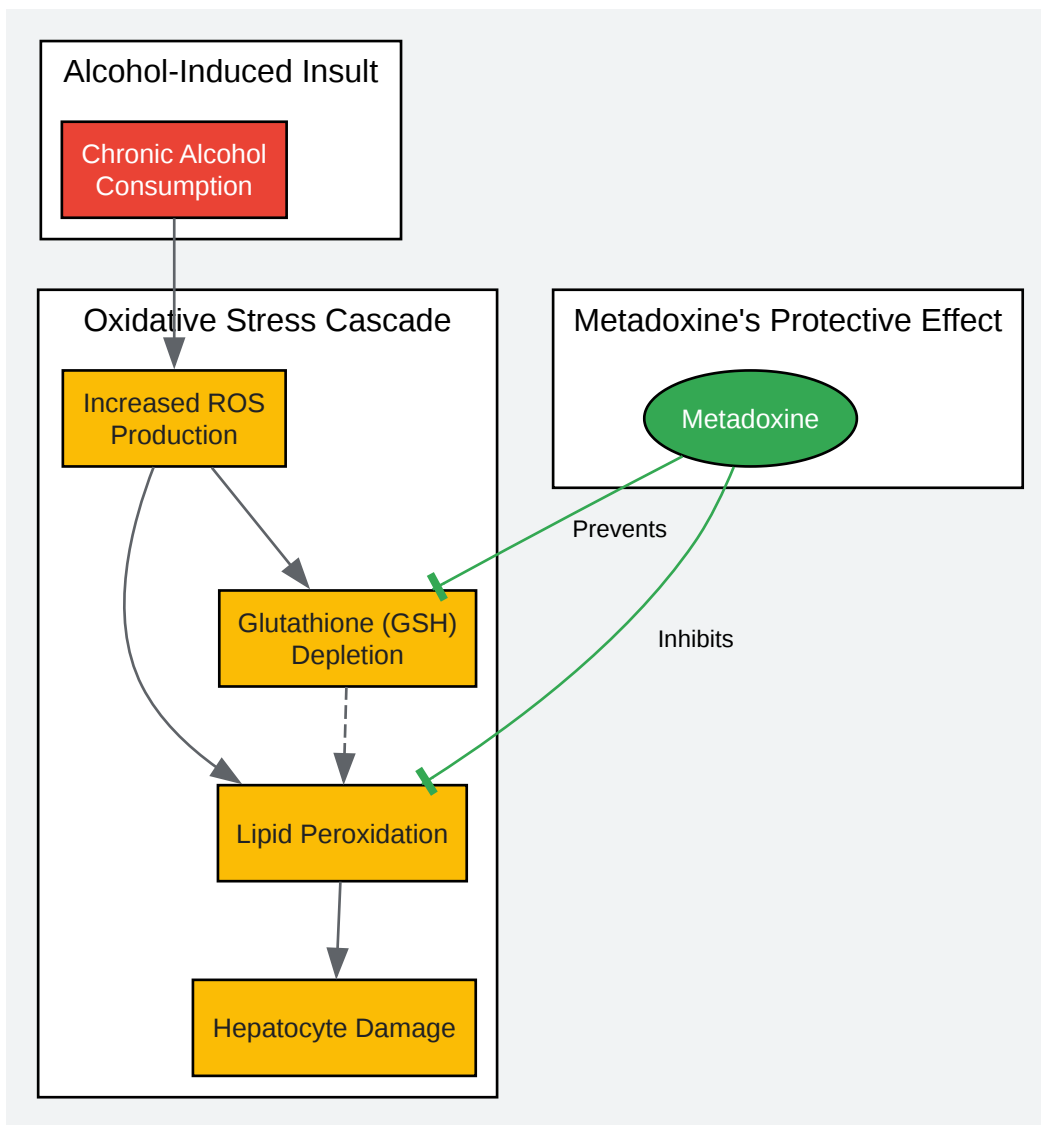 Alcohol-Induced Insult
Chronic Alcohol
Consumption
Oxidative Stress Cascade
Metadoxine's Protective Effect
Increased ROS
Production
Metadoxine
Prevents
Glutathione (GSH)
Depletion
Inhibits
Lipid Peroxidation
Hepatocyte Damage